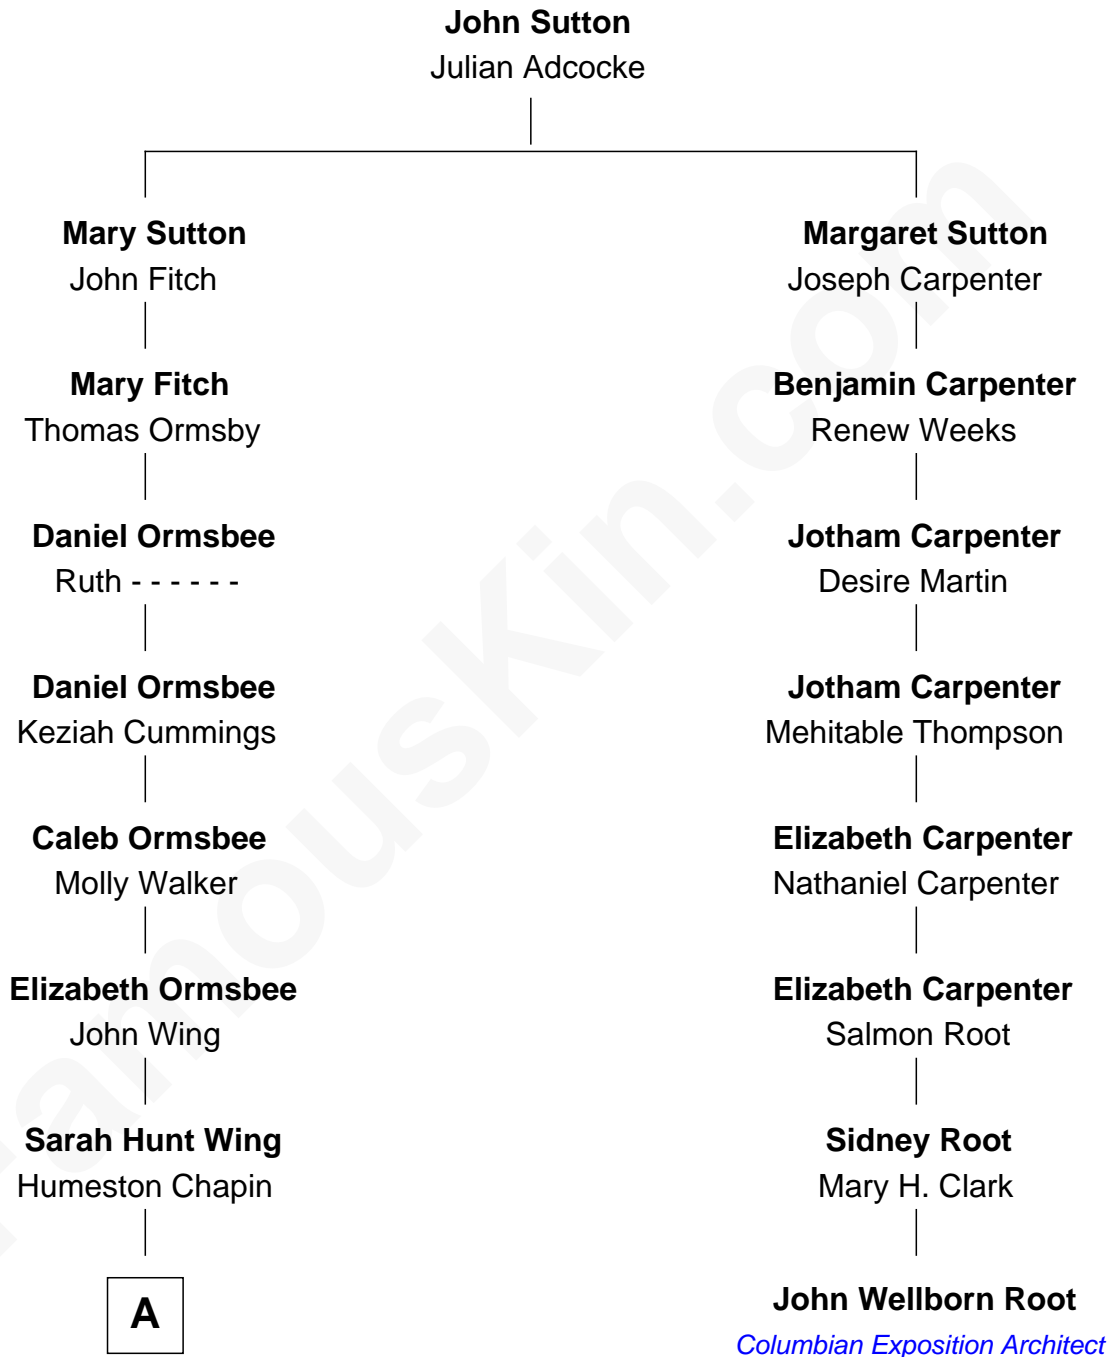 John Sutton
Julian Adcocke
Mary Sutton
John Fitch
Margaret Sutton
Joseph Carpenter
Mary Fitch
Thomas Ormsby
Benjamin Carpenter
Renew Weeks
Daniel Ormsbee
Ruth - - - - - -
Jotham Carpenter
Desire Martin
Daniel Ormsbee
Keziah Cummings
Jotham Carpenter
Mehitable Thompson
Caleb Ormsbee
Molly Walker
Elizabeth Carpenter
Nathaniel Carpenter
Elizabeth Ormsbee
John Wing
Elizabeth Carpenter
Salmon Root
Sarah Hunt Wing
Humeston Chapin
Sidney Root
Mary H. Clark
A
John Wellborn Root
Columbian Exposition Architect
FamousKin.com